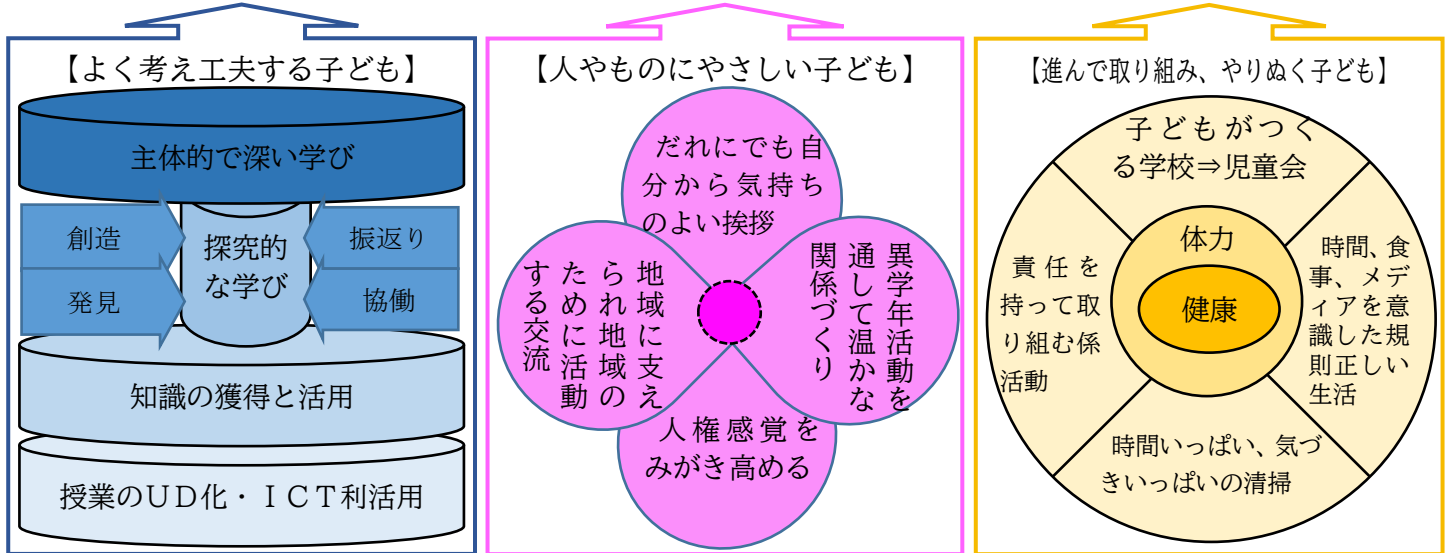 【よく考え工夫する子ども】
主体的で深い学び
創造
発見
探究的
な学び
振返り
協働
知識の獲得と活用
授業のＵＤ化・ＩＣＴ利活用
【人やものにやさしい子ども】
だれにでも自
分から気持ち
のよい挨拶
異学年活動を
通して温かな
関係づくり
地域に支え
られ地域の
ために活動
する交流
人権感覚を
みがき高める
【進んで取り組み、やりぬく子ども】
子どもがつく
る学校⇒児童会
責任を
持って取
り組む係
活動
体力
健康
時間、食
事、メデ
ィアを意
識した規
則正しい
生活
時間いっぱい、気づ
きいっぱいの清掃